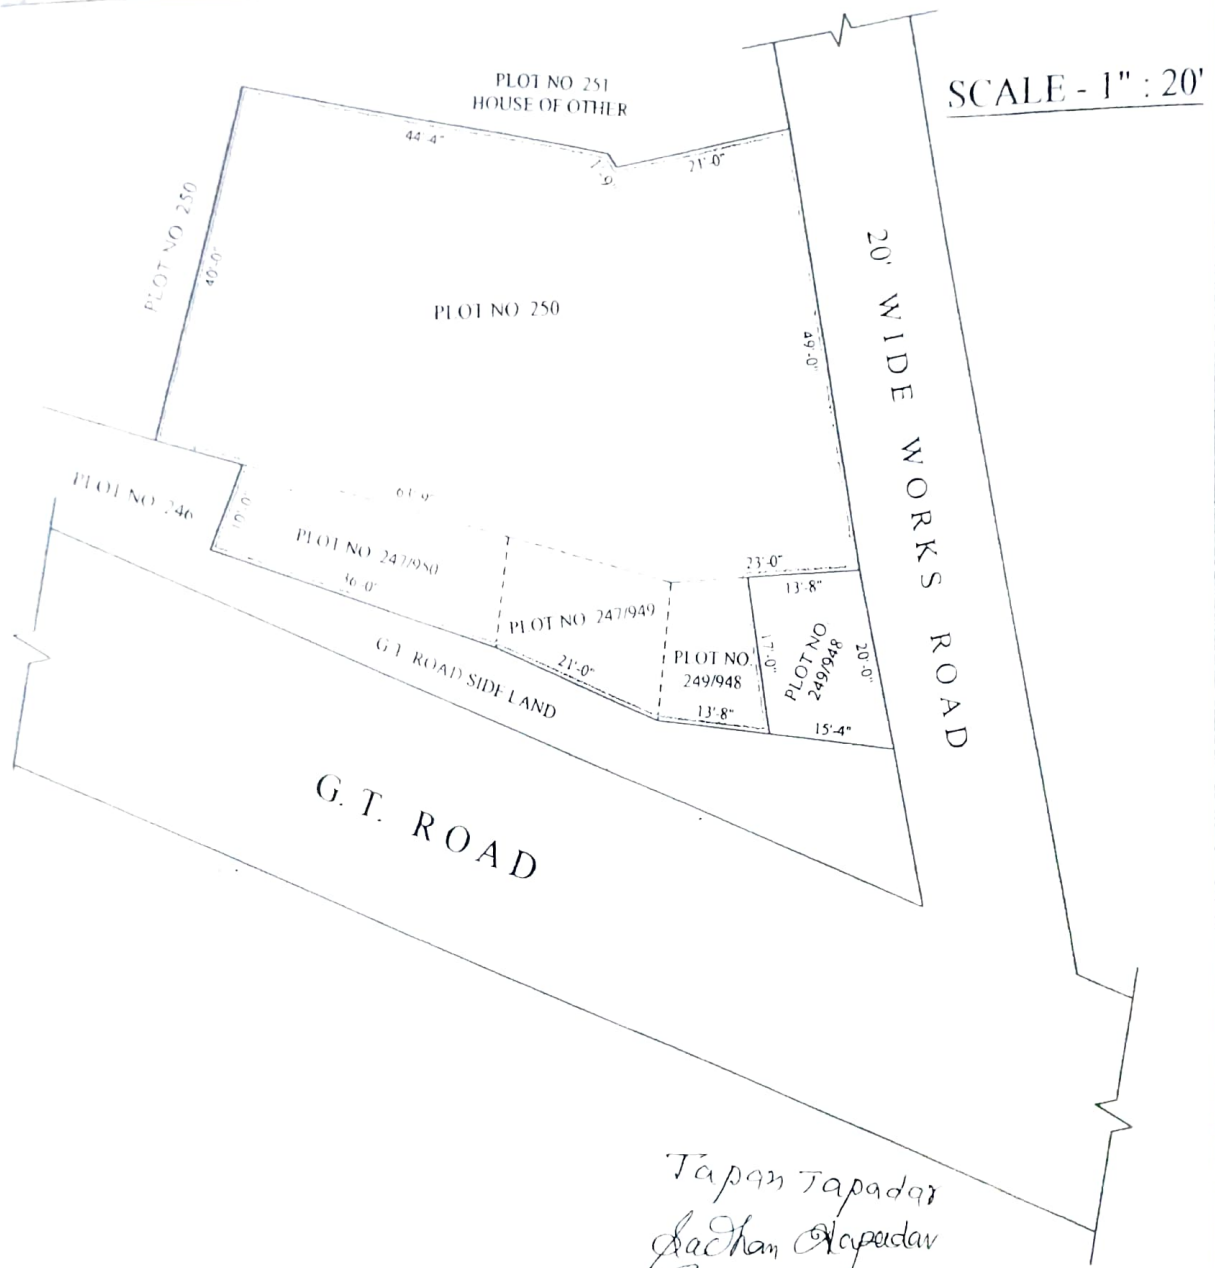 SCALE - 1" : 20'
PLOT NO 251
HOUSE OF OTHER
44'-4"
21'-0"
1'-9"
PLOT NO 250
40'-0"
PLOT NO 250
49'-0"
20' WIDE WORKS ROAD
PLOT NO 246
10'-0"
PLOT NO 247/950
36'-0"
PLOT NO 247/949
21'-0"
23'-0"
13'-8"
PLOT NO.
249/948
17'-0"
PLOT NO.
249/948
20'-0"
13'-8"
15'-4"
G.T ROAD SIDE LAND
G. T. ROAD
Tapan Tapadar
Sadhan Tapadar